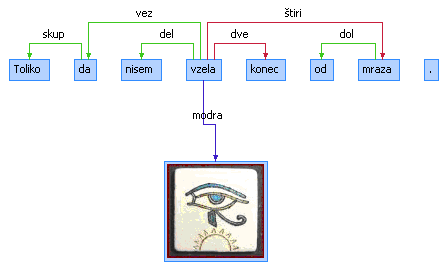 vez štiri
skup del dve dol
Toliko da nisem vzela konec od mraza .
modra